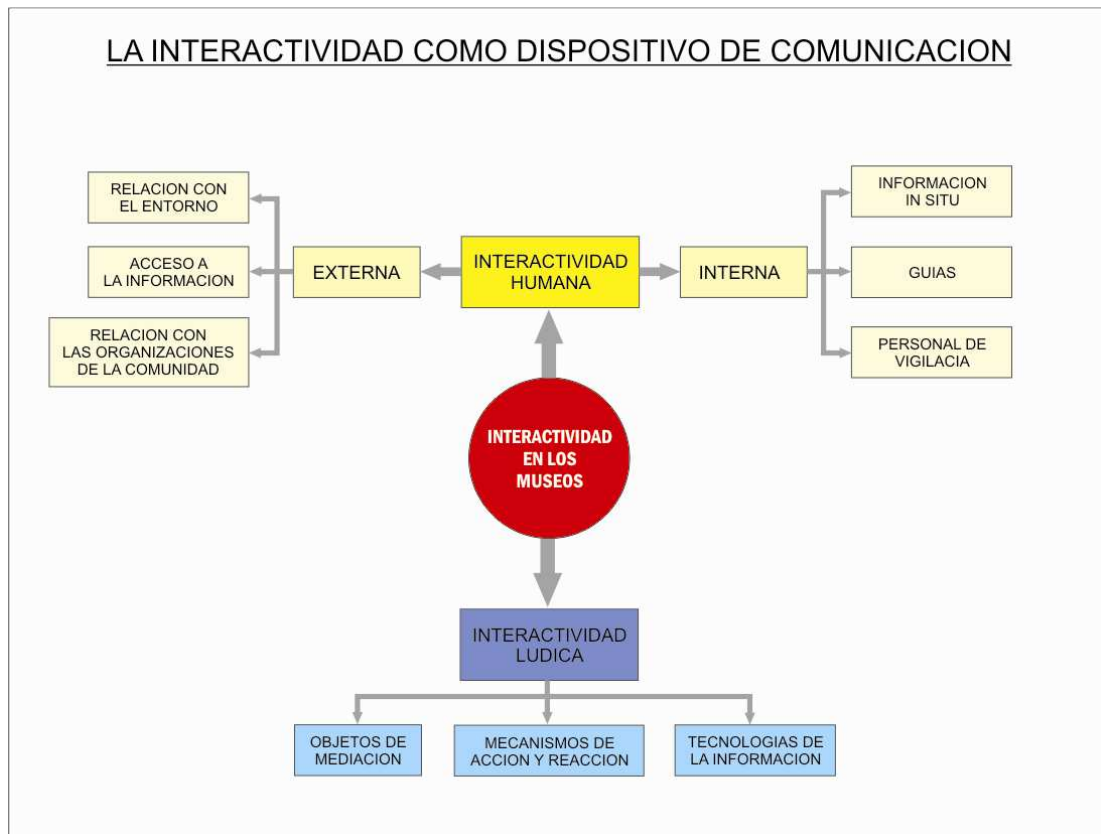 LA INTERACTIVIDAD COMO DISPOSITIVO DE COMUNICACION
RELACION CON
EL ENTORNO
ACCESO A
LA INFORMACION
RELACION CON
LAS ORGANIZACIONES
DE LA COMUNIDAD
EXTERNA
INTERACTIVIDAD
HUMANA
INTERNA
INFORMACION
IN SITU
GUIAS
PERSONAL DE
VIGILACIA
INTERACTIVIDAD
EN LOS
MUSEOS
INTERACTIVIDAD
LUDICA
OBJETOS DE
MEDIACION
MECANISMOS DE
ACCION Y REACCION
TECNOLOGIAS DE
LA INFORMACION